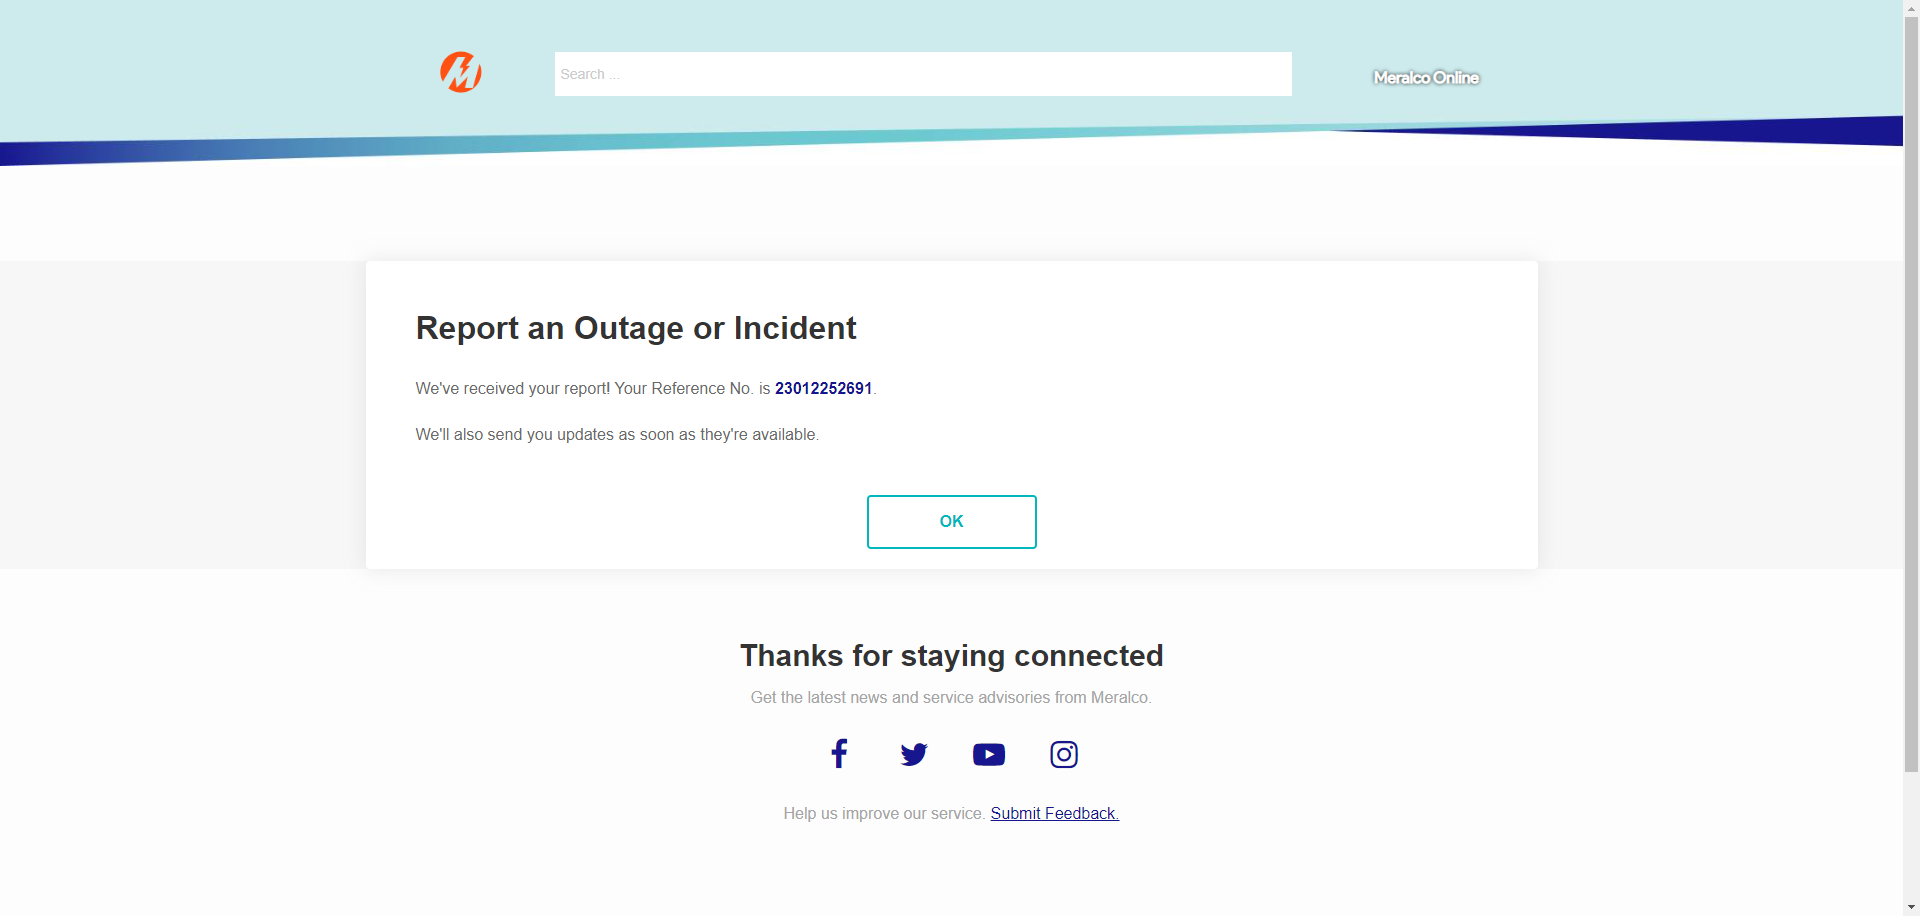 Search ...
Meralco Online
Report an Outage or Incident
We've received your report! Your Reference No. is 23012252691.
We'll also send you updates as soon as they're available.
OK
Thanks for staying connected
Get the latest news and service advisories from Meralco.
Help us improve our service. Submit Feedback.